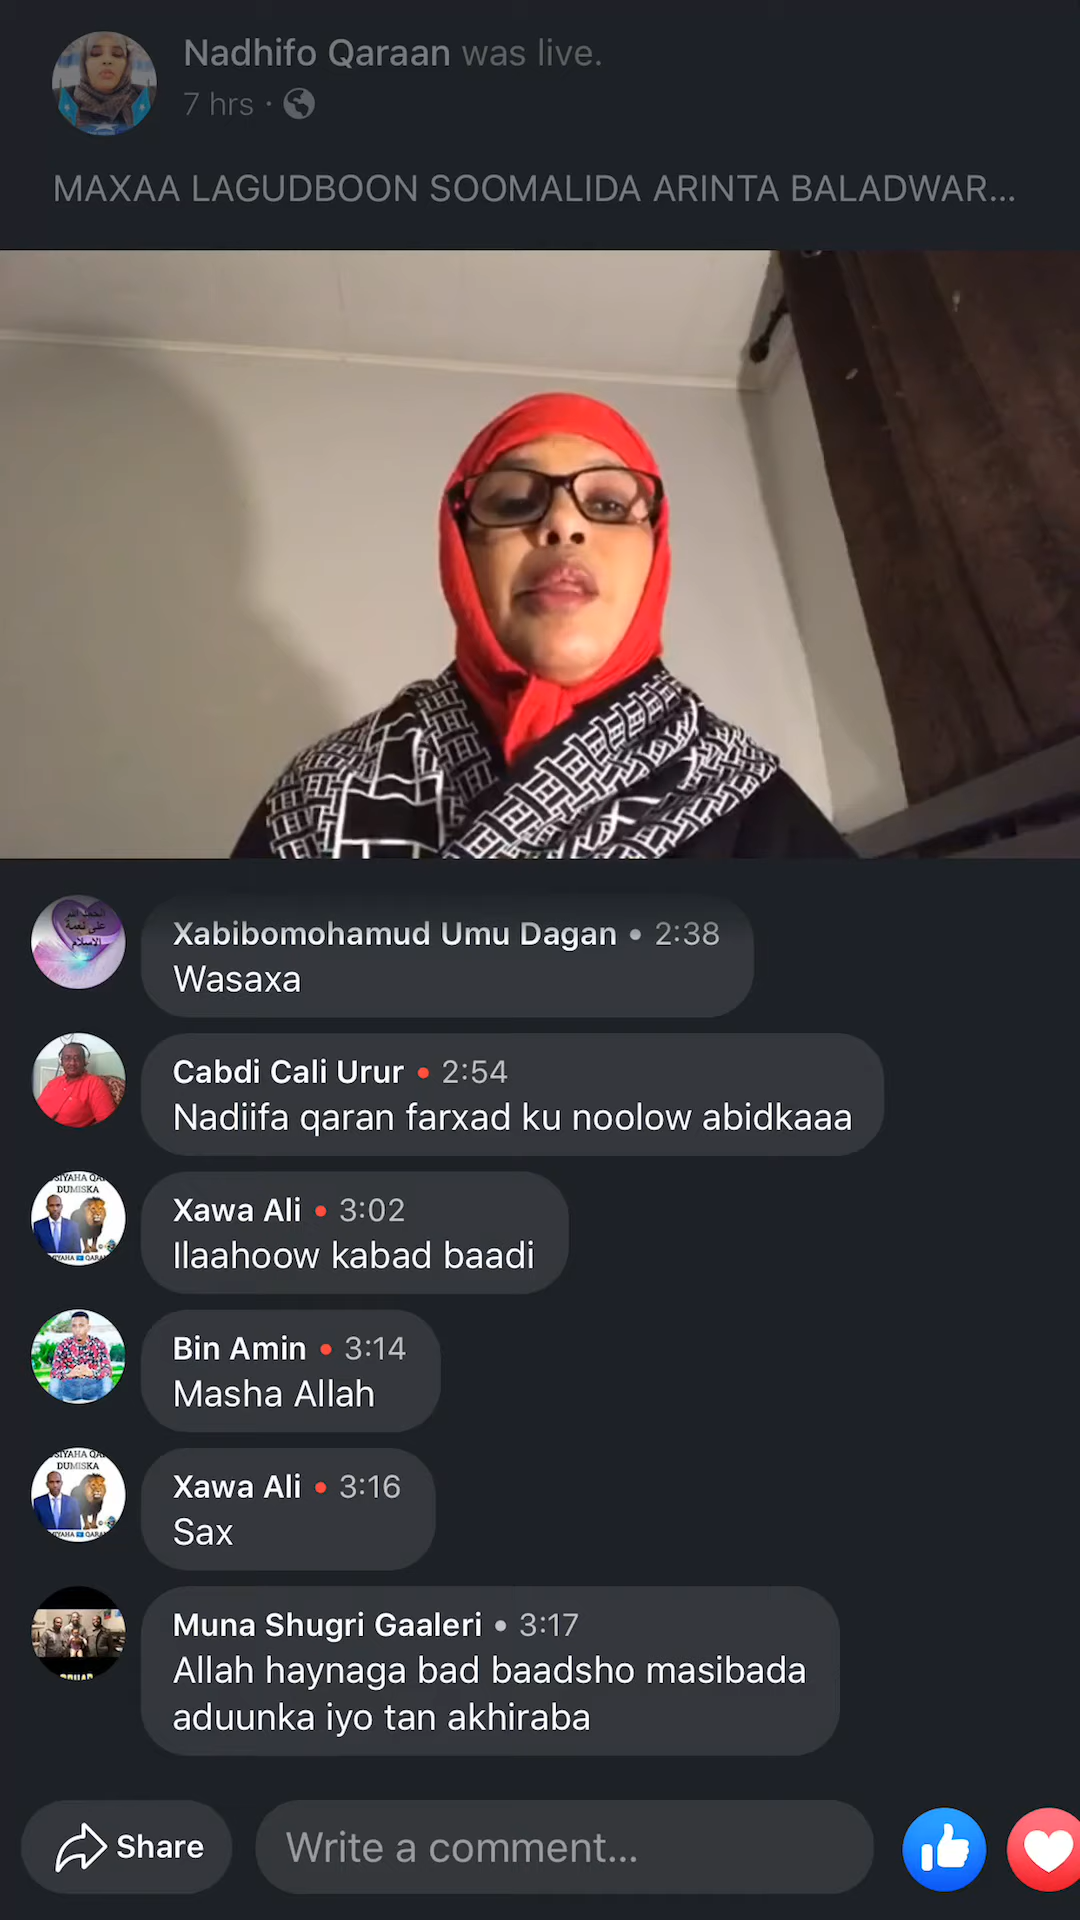 Nadhifo Qaraan was live.
7 hrs ·
MAXAA LAGUDBOON SOOMALIDA ARINTA BALADWAR...
Xabibomohamud Umu Dagan • 2:38
Wasaxa
Cabdi Cali Urur • 2:54
Nadiifa qaran farxad ku noolow abidkaaa
DUMISKA
Xawa Ali • 3:02
Ilaahoow kabad baadi
Bin Amin • 3:14
Masha Allah
DUMISKA
Xawa Ali • 3:16
Sax
Muna Shugri Gaaleri • 3:17
Allah haynaga bad baadsho masibada
aduunka iyo tan akhiraba
Share
Write a comment...